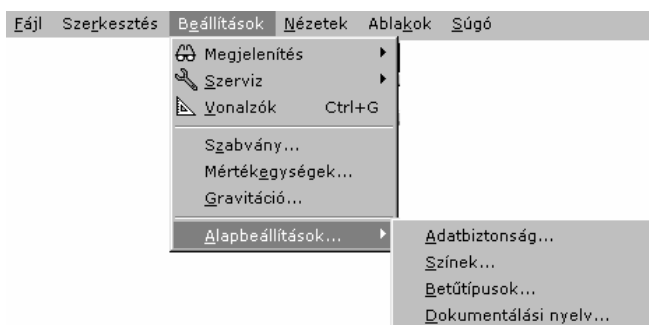 Fájl Szerkesztés Beállítások Nézetek Ablakok Súgó
Megjelenítés
Szerviz
Vonalzók Ctrl+G
Szabvány...
Mértékegységek...
Gravitáció...
Alapbeállítások...
Adatbiztonság...
Színek...
Betűtípusok...
Dokumentálási nyelv...